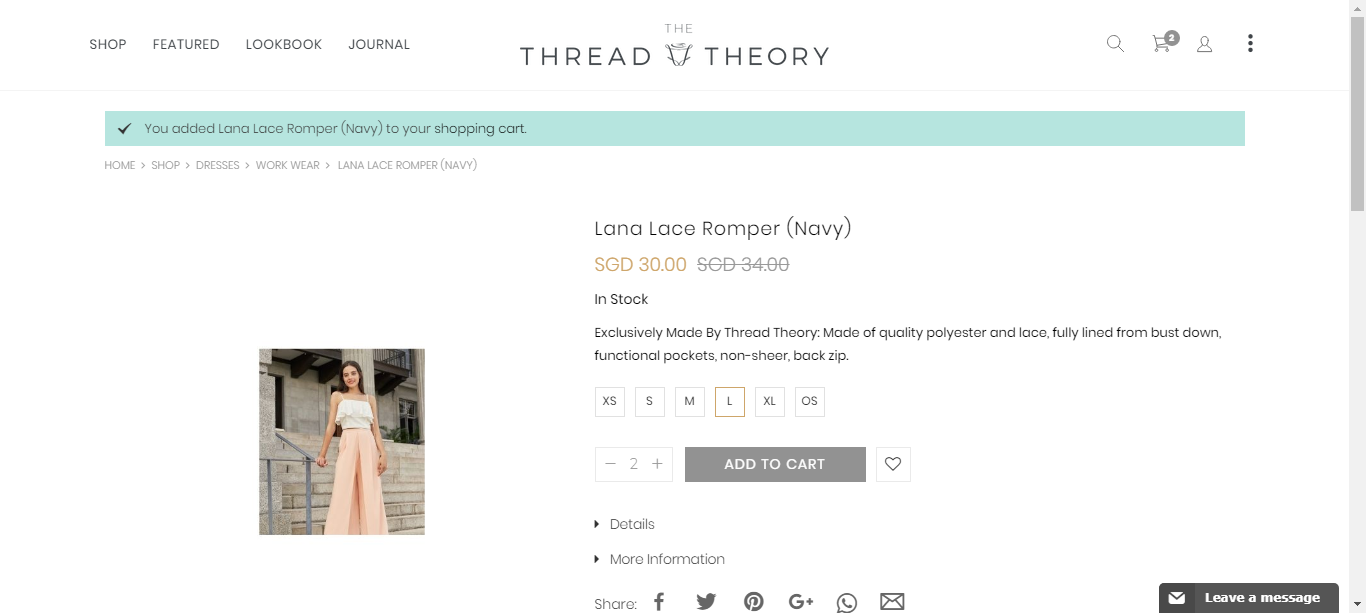 SHOP FEATURED LOOKBOOK JOURNAL
THE
THREAD THEORY
2
You added Lana Lace Romper (Navy) to your shopping cart.
HOME > SHOP > DRESSES > WORK WEAR > LANA LACE ROMPER (NAVY)
Lana Lace Romper (Navy)
SGD 30.00 SGD 34.00
In Stock
Exclusively Made By Thread Theory: Made of quality polyester and lace, fully lined from bust down,
functional pockets, non-sheer, back zip.
XS S M L XL OS
− 2 + ADD TO CART
Details
More Information
Share:
Leave a message